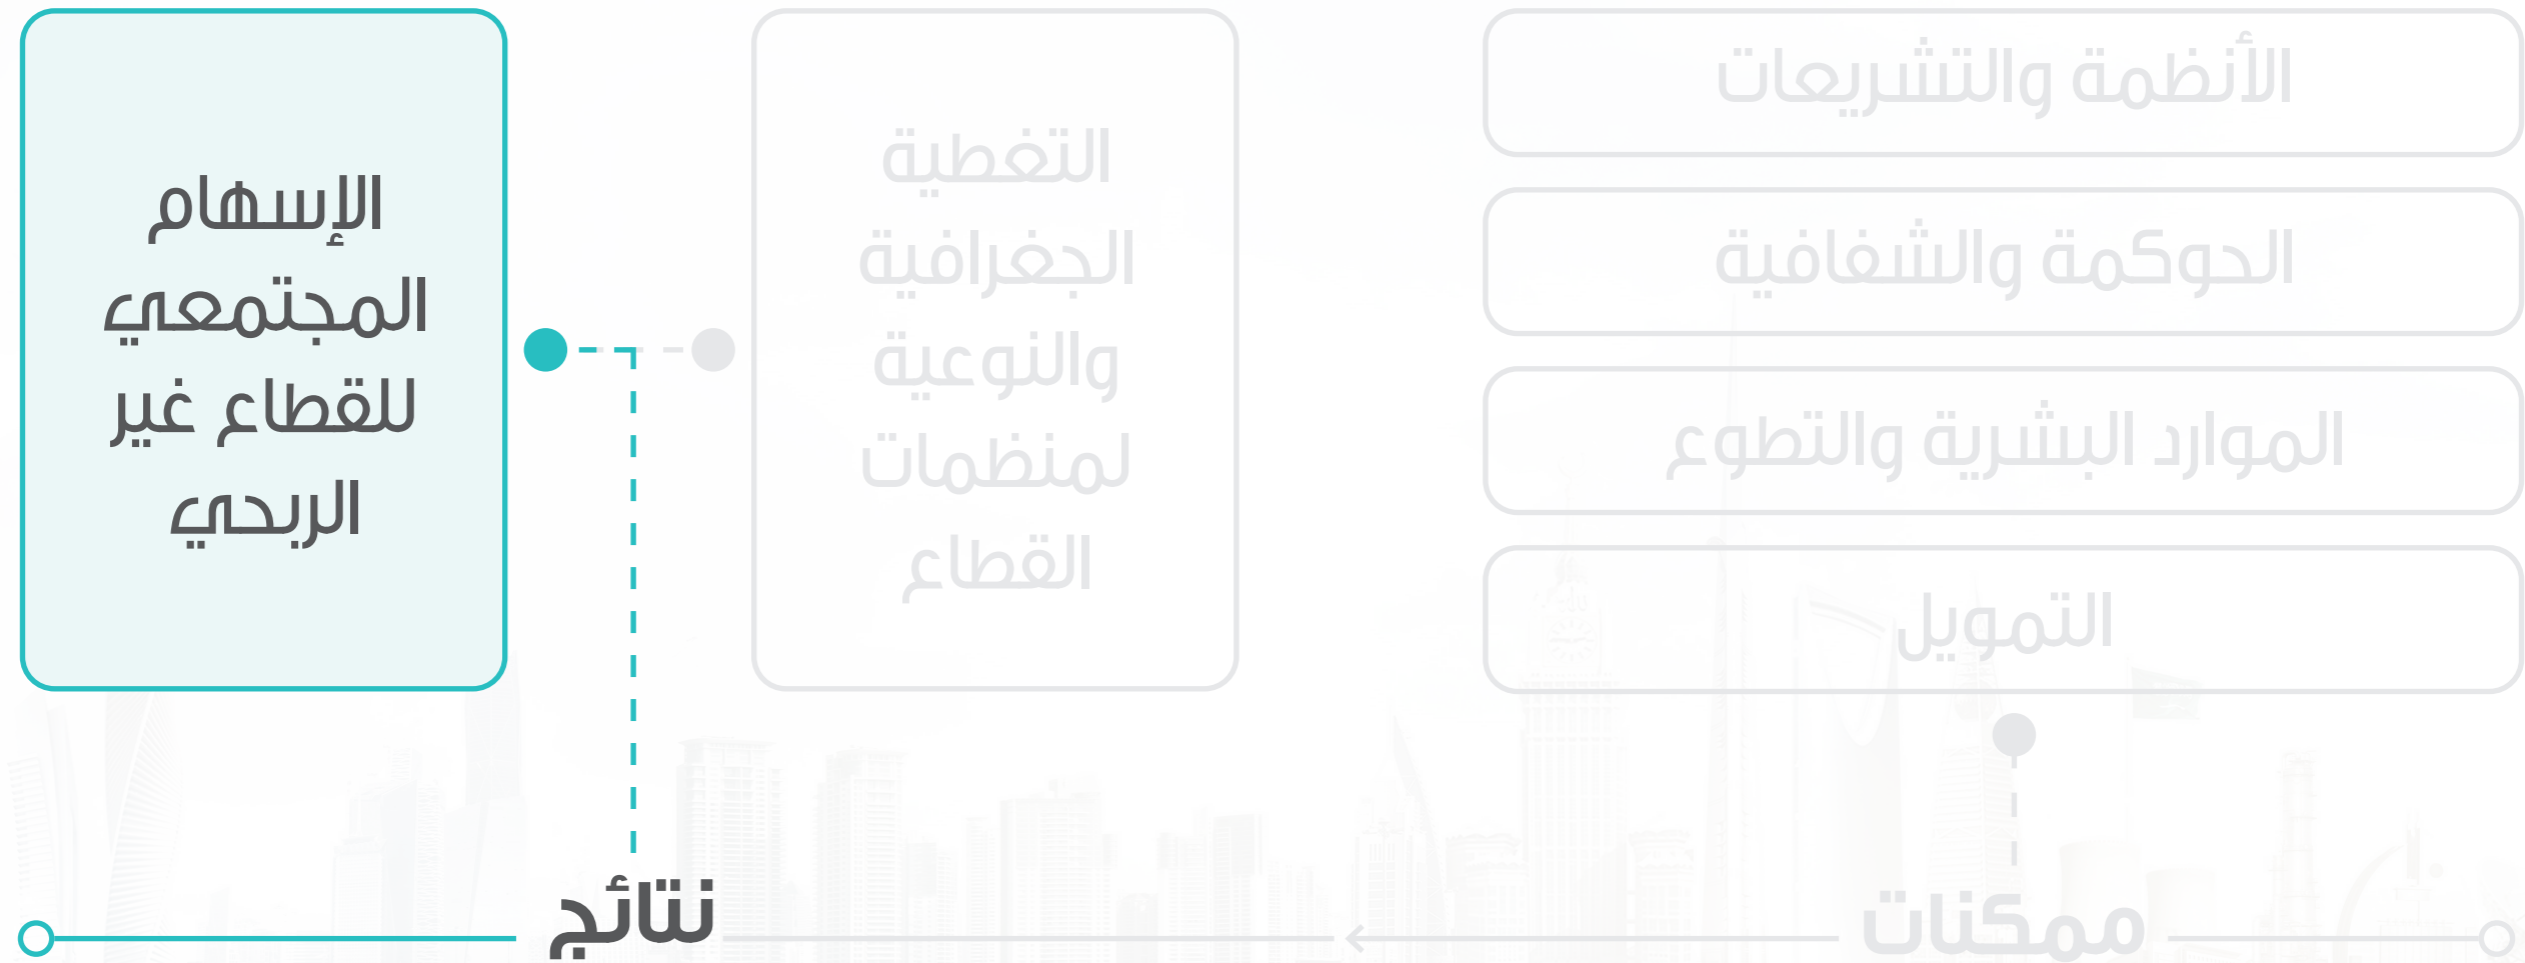 الأنظمة والتشريعات
الحوكمة والشفافية
الموارد البشرية والتطوع
التمويل
ممكنات
التغطية
الجغرافية
والنوعية
لمنظمات
القطاع
الإسهام
المجتمعي
للقطاع غير
الربحي
نتائج